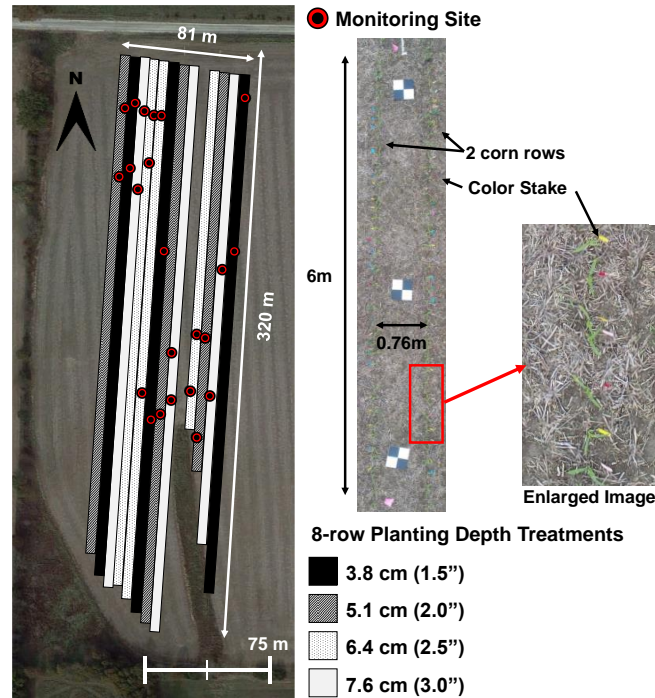 81 m
N
320 m
75 m
Monitoring Site
2 corn rows
Color Stake
6m
0.76m
Enlarged Image
8-row Planting Depth Treatments
3.8 cm (1.5”)
5.1 cm (2.0”)
6.4 cm (2.5”)
7.6 cm (3.0”)